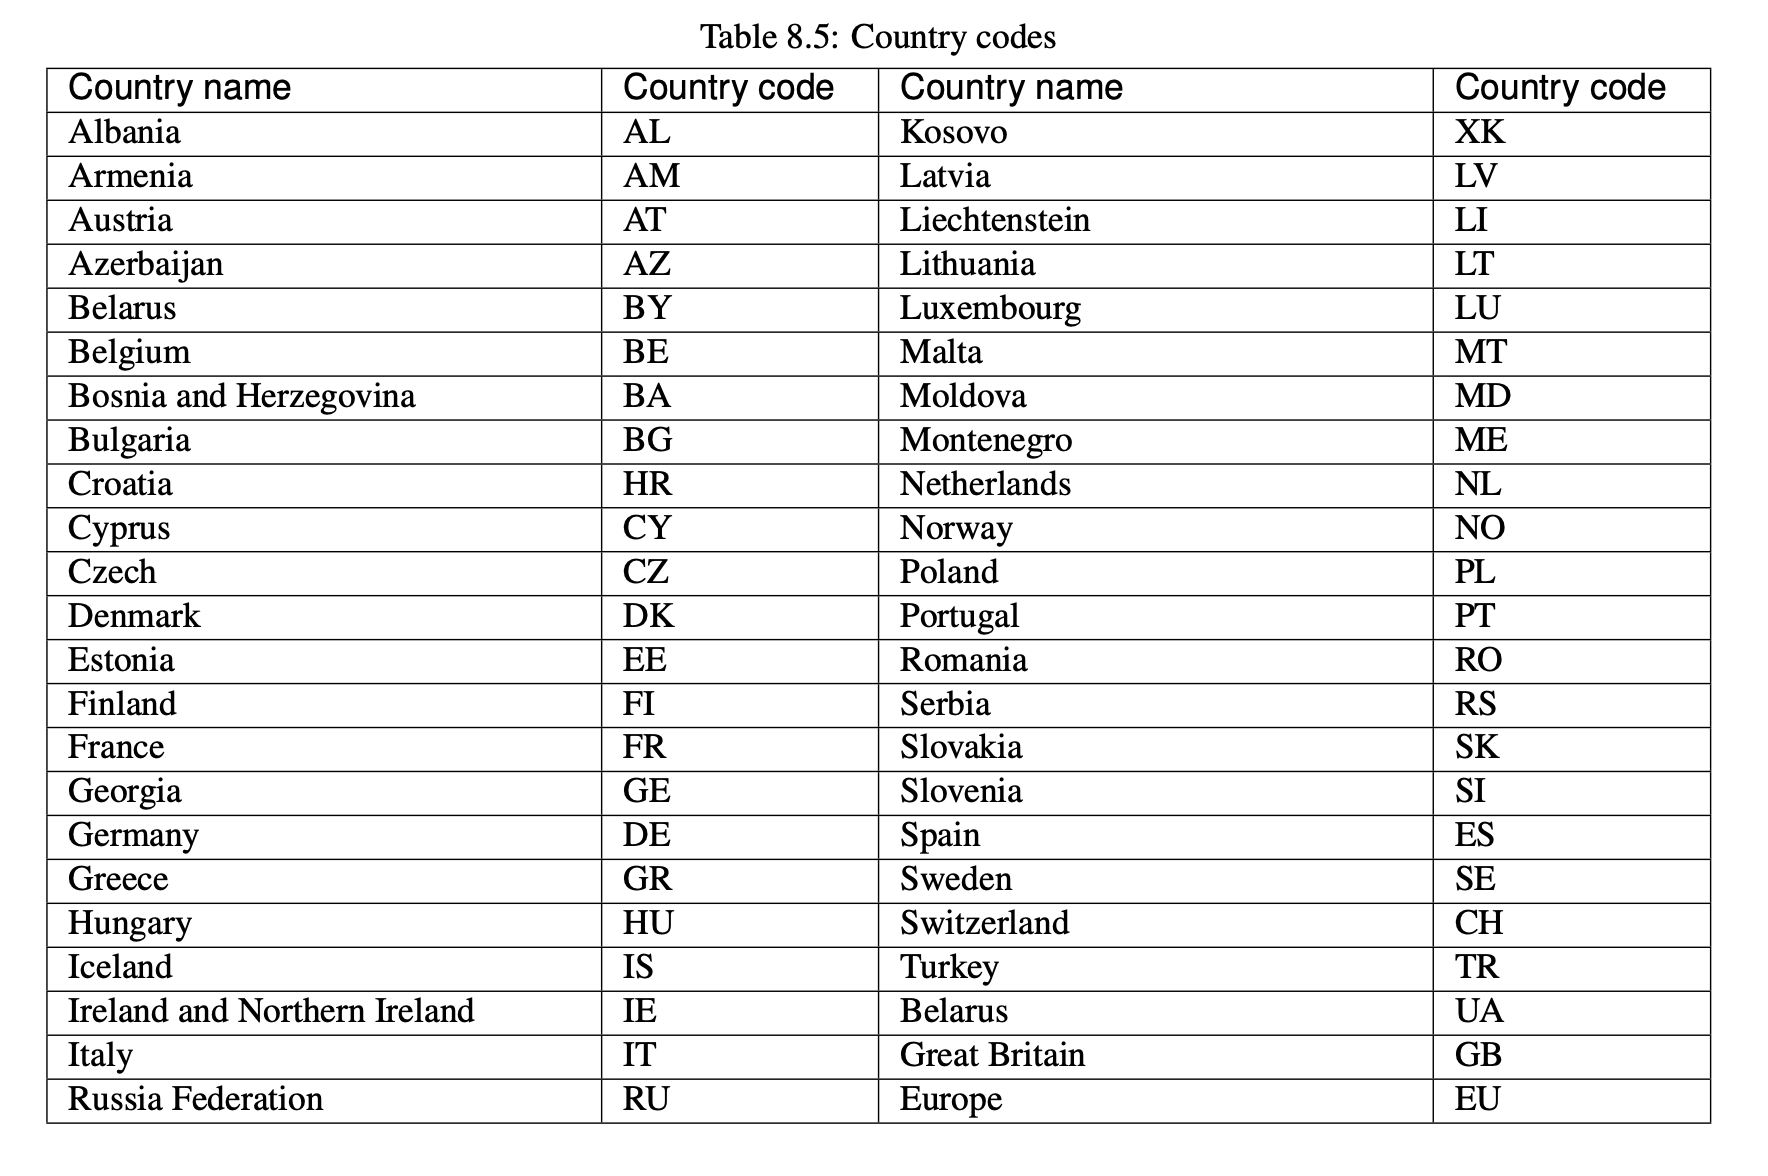 Table 8.5: Country codes
Country name Country code Country name Country code
Albania AL Kosovo XK
Armenia AM Latvia LV
Austria AT Liechtenstein LI
Azerbaijan AZ Lithuania LT
Belarus BY Luxembourg LU
Belgium BE Malta MT
Bosnia and Herzegovina BA Moldova MD
Bulgaria BG Montenegro ME
Croatia HR Netherlands NL
Cyprus CY Norway NO
Czech CZ Poland PL
Denmark DK Portugal PT
Estonia EE Romania RO
Finland FI Serbia RS
France FR Slovakia SK
Georgia GE Slovenia SI
Germany DE Spain ES
Greece GR Sweden SE
Hungary HU Switzerland CH
Iceland IS Turkey TR
Ireland and Northern Ireland IE Belarus UA
Italy IT Great Britain GB
Russia Federation RU Europe EU